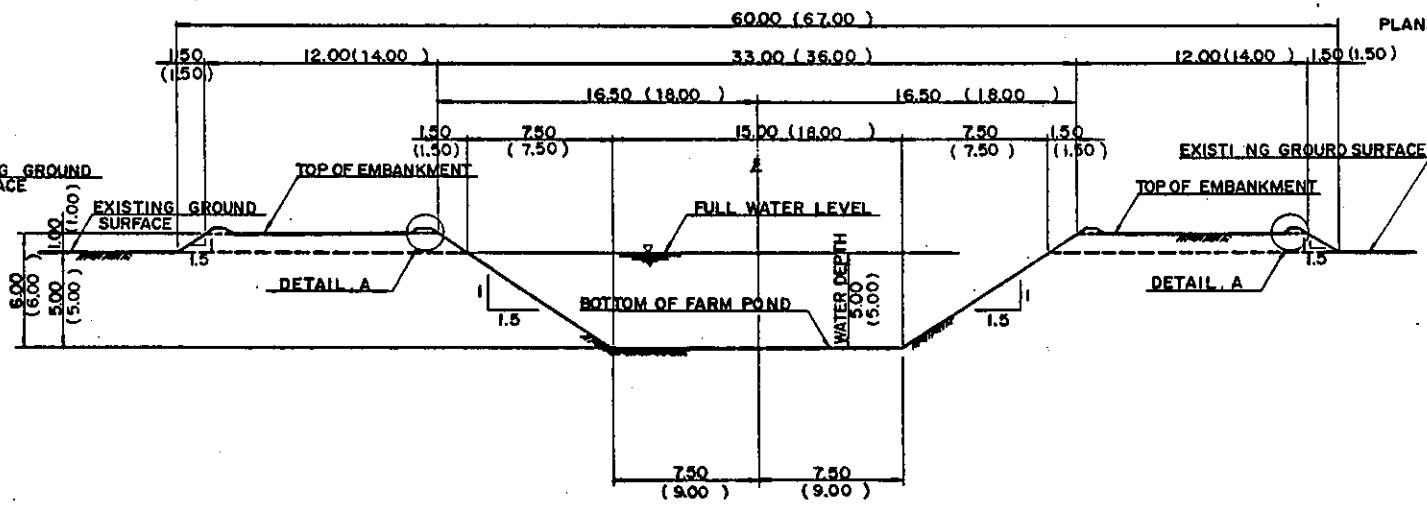 60.00 (67.00)
PLAN
1.50
(1.50)
12.00(14.00 )
33.00 (36.00)
12.00(14.00 )
1.50 (1.50)
16.50 (18.00 )
16.50 (18.00 )
1.50
(1.50)
7.50
( 7.50)
15.00 (18.00 )
7.50
( 7.50)
1.50
(1.50)
G GROUND
ACE
TOP OF EMBANKMENT
EXISTI NG GROURD SURFACE
TOP OF EMBANKMENT
EXISTING GROUND
SURFACE
FULL WATER LEVEL
1.00
(1.00)
6.00
(6.00 )
5.00
(5.00)
1.5
DETAIL. A
1
1.5
BOTTOM OF FARM POND
WATER DEPTH
5.00
(5.00)
1
1.5
1.5
DETAIL. A
7.50
(9.00 )
7.50
(9.00 )